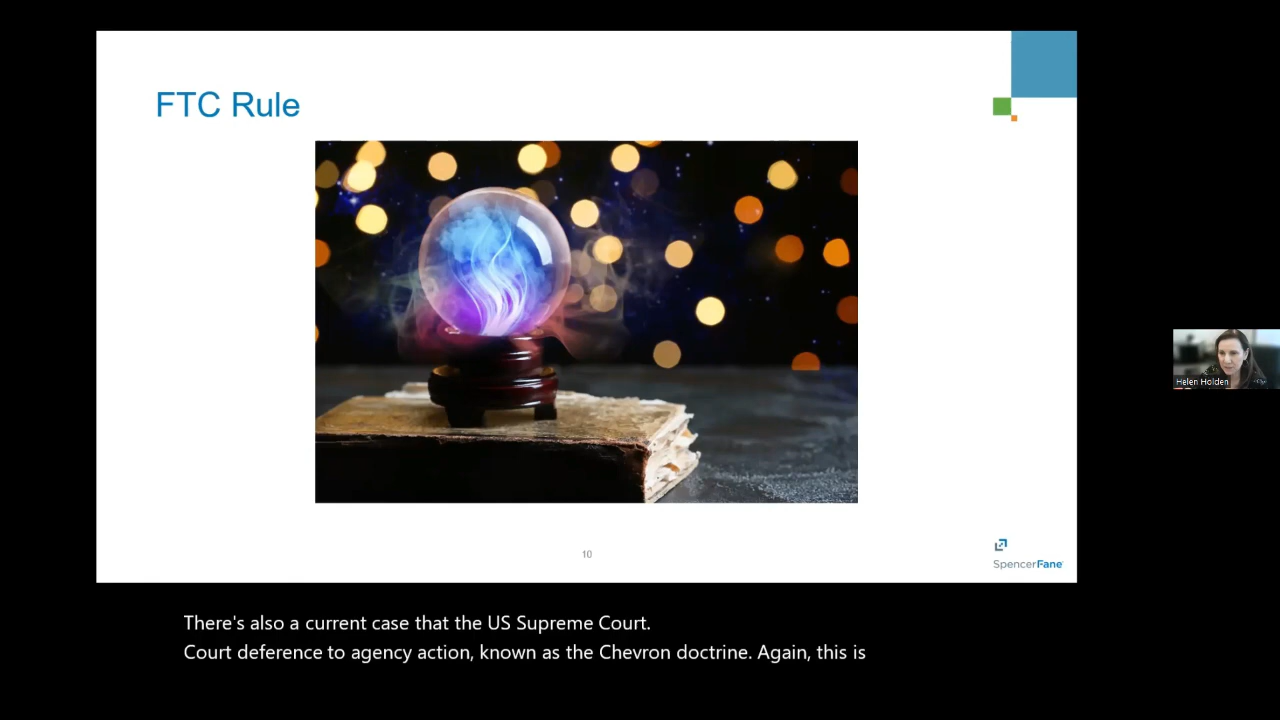 FTC Rule
10
SpencerFane
Helen Holden
There's also a current case that the US Supreme Court.
Court deference to agency action, known as the Chevron doctrine. Again, this is